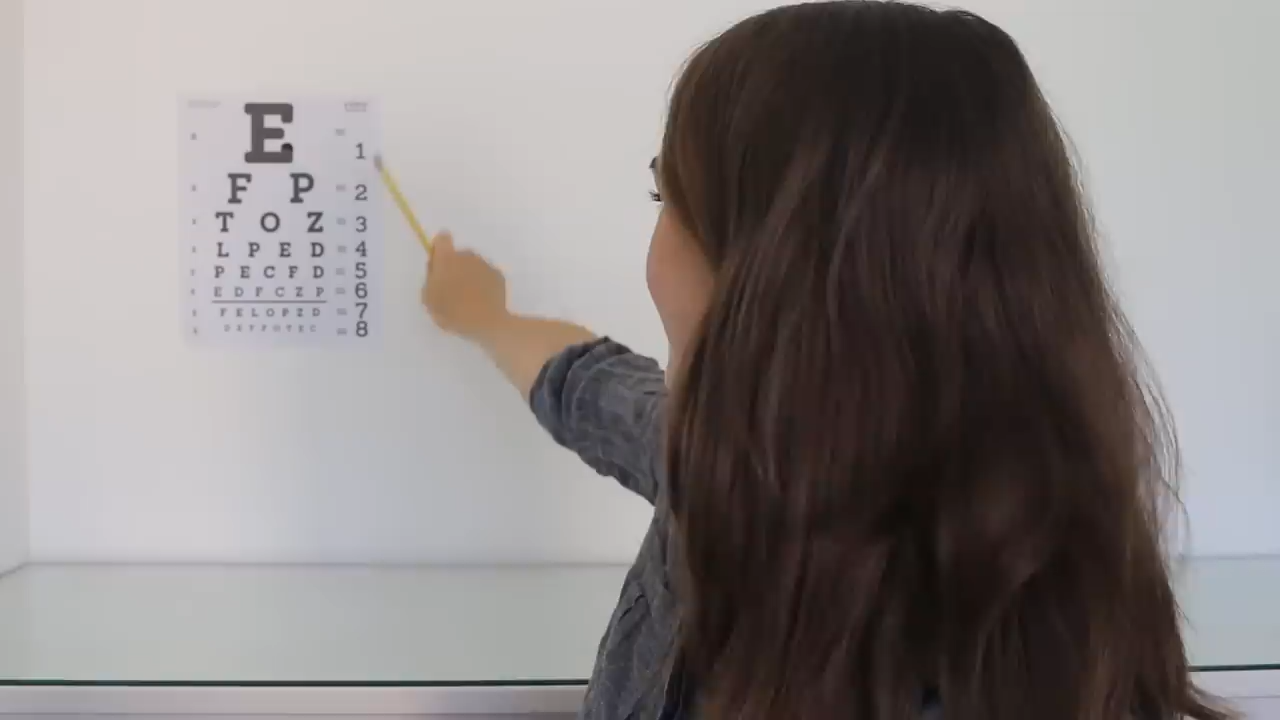 E 1
F P 2
T O Z 3
L P E D 4
P E C F D 5
E D F C Z P 6
F E L O P Z D 7
D E F P O T E C 8